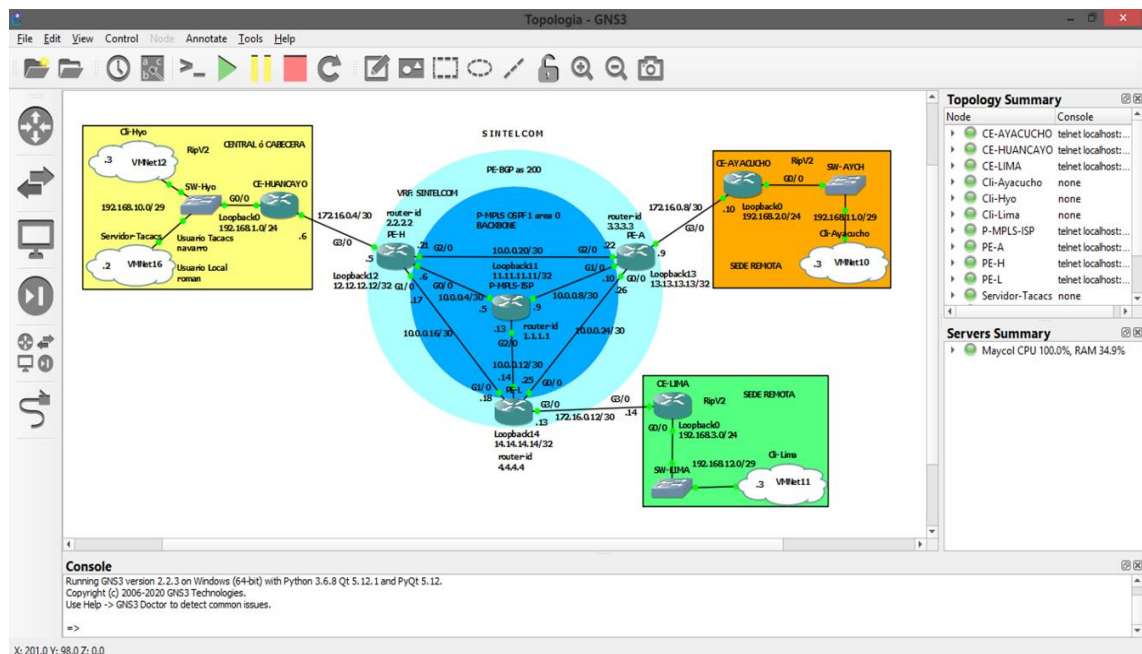 Topologia - GNS3
File Edit View Control Node Annotate Tools Help
SINTELCOM
PE-BGP as 200
VRF: SINTELCOM
P-MPLS OSPF 1 area 0
BACKBONE
Cli-Hyo
.3 VMNet12
RipV2
CENTRAL ó CABECERA
SW-Hyo
G0/0
CE-HUANCAYO
192.168.10.0/29
Loopback0
192.168.1.0/24
.6
Servidor-Tacacs
.2 VMNet16
Usuario Tacacs
navarro
Usuario Local
roman
172.16.0.4/30
G3/0
router-id
2.2.2.2
PE-H
.5
.21 G2/0
Loopback12
12.12.12.12/32
G1/0
.17
.6
G0/0
10.0.0.20/30
Loopback11
11.11.11.11/32
P-MPLS-ISP
10.0.0.4/30
.5
.9
10.0.0.8/30
router-id
1.1.1.1
.13
G2/0
G2/0 .22
G1/0
.10
G0/0
.26
router-id
3.3.3.3
PE-A
.9
Loopback13
13.13.13.13/32
172.16.0.8/30
G3/0
10.0.0.16/30
10.0.0.24/30
10.0.0.12/30
.14 .25
G1/0
.18
PE-L
G0/0
G3/0
.13
172.16.0.12/30
Loopback14
14.14.14.14/32
router-id
4.4.4.4
CE-AYACUCHO
RipV2
SW-AYCH
G0/0
.10
Loopback0
192.168.2.0/24
192.168.11.0/29
Cli-Ayacucho
.3 VMNet10
SEDE REMOTA
CE-LIMA
RipV2
SEDE REMOTA
G3/0
.14
G0/0
Loopback0
192.168.3.0/24
SW-LIMA
192.168.12.0/29
Cli-Lima
.3 VMNet11
Topology Summary
Node Console
CE-AYACUCHO telnet localhost:...
CE-HUANCAYO telnet localhost:...
CE-LIMA telnet localhost:...
Cli-Ayacucho none
Cli-Hyo none
Cli-Lima none
P-MPLS-ISP telnet localhost:...
PE-A telnet localhost:...
PE-H telnet localhost:...
PE-L telnet localhost:...
Servidor-Tacacs none
Servers Summary
Maycol CPU 100.0%, RAM 34.9%
Console
Running GNS3 version 2.2.3 on Windows (64-bit) with Python 3.6.8 Qt 5.12.1 and PyQt 5.12.
Copyright (c) 2006-2020 GNS3 Technologies.
Use Help -> GNS3 Doctor to detect common issues.
=>
X: 201.0 Y: 98.0 Z: 0.0